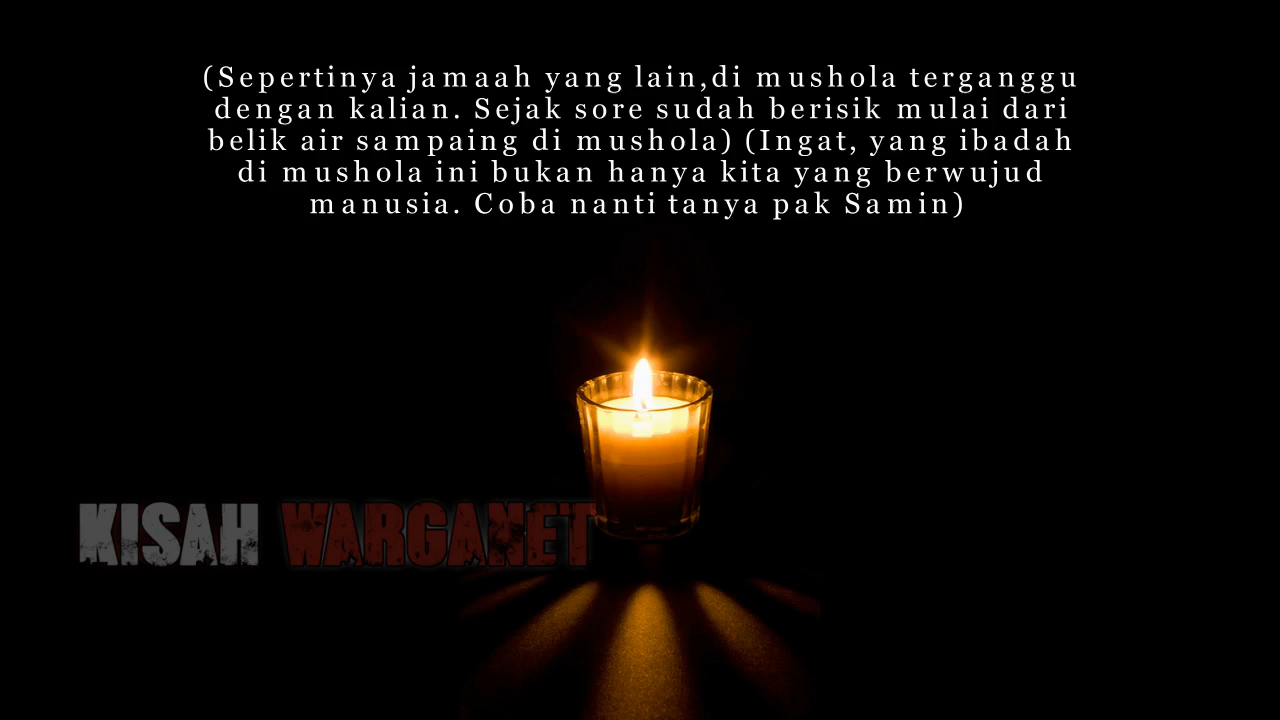 (Sepertinya jamaah yang lain,di mushola terganggu
dengan kalian. Sejak sore sudah berisik mulai dari
belik air sampaing di mushola) (Ingat, yang ibadah
di mushola ini bukan hanya kita yang berwujud
manusia. Coba nanti tanya pak Samin)
KISAH WARGANET